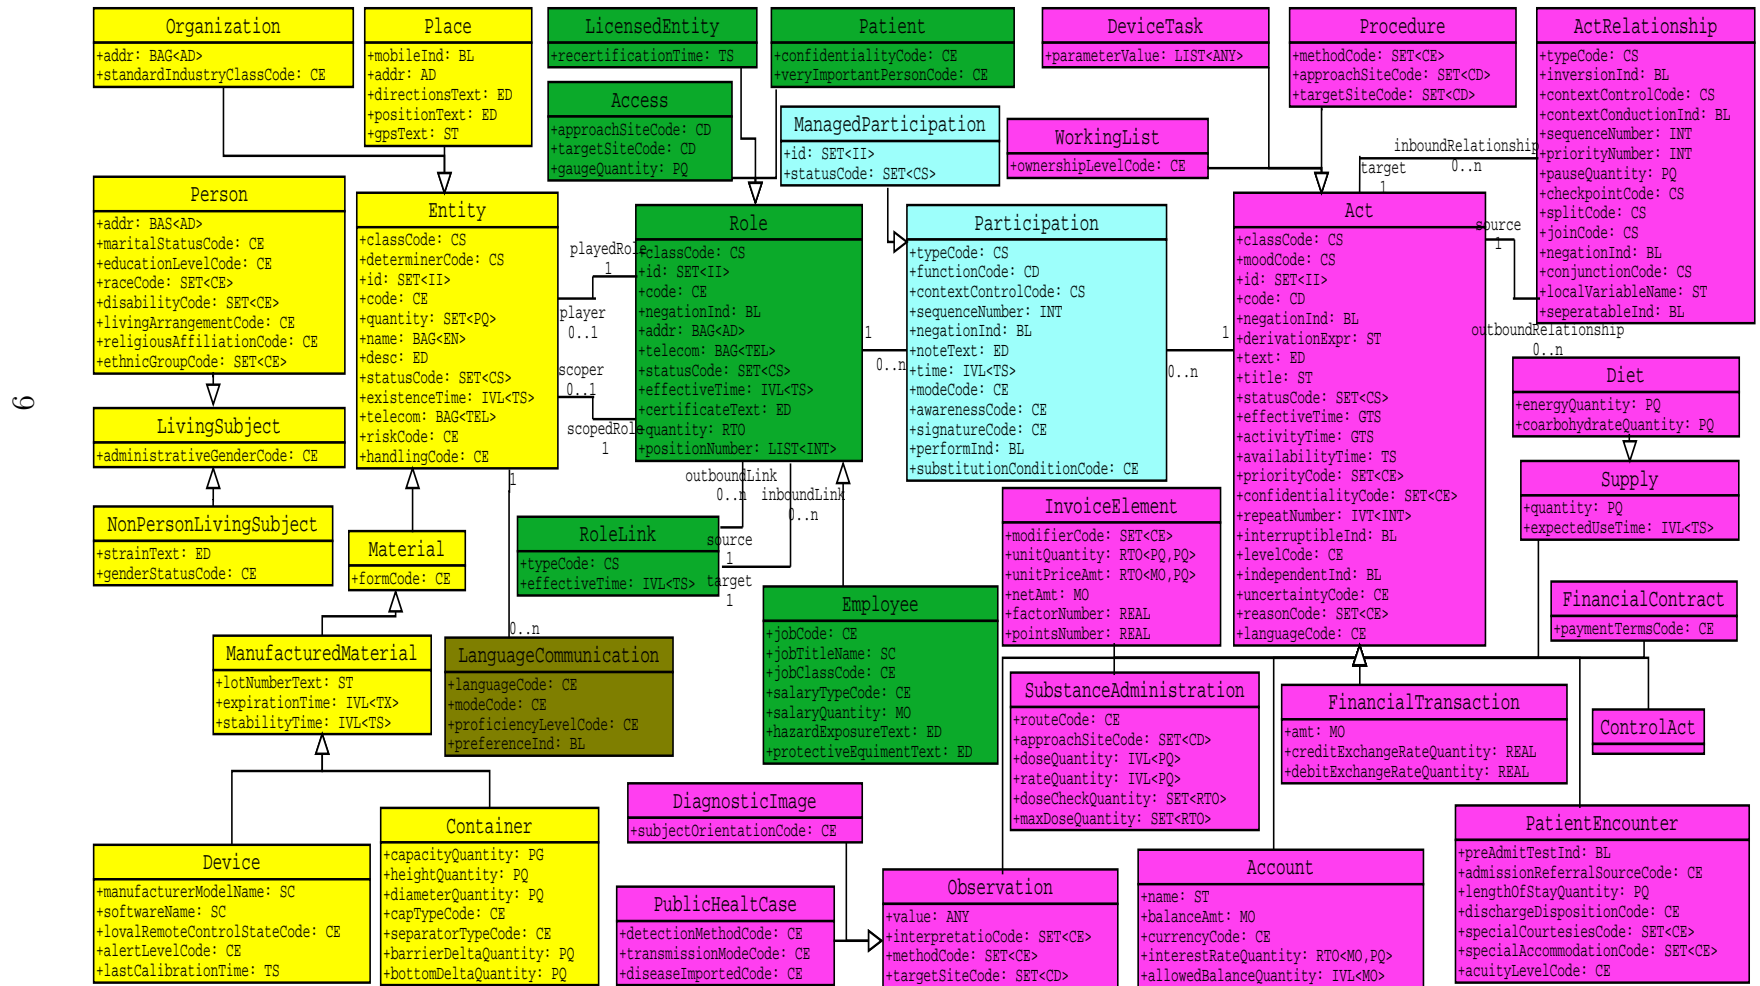 Organization
+addr: BAG<AD>
+standardIndustryClassCode: CE
Place
+mobileInd: BL
+addr: AD
+directionsText: ED
+positionText: ED
+gpsText: ST
LicensedEntity
+recertificationTime: TS
Patient
+confidentialityCode: CE
+veryImportantPersonCode: CE
DeviceTask
+parameterValue: LIST<ANY>
Procedure
+methodCode: SET<CE>
+approachSiteCode: SET<CD>
+targetSiteCode: SET<CD>
ActRelationship
+typeCode: CS
+inversionInd: BL
+contextControlCode: CS
+contextConductionInd: BL
+sequenceNumber: INT
+priorityNumber: INT
+pauseQuantity: PQ
+checkpointCode: CS
+splitCode: CS
+joinCode: CS
+negationInd: BL
+conjunctionCode: CS
+localVariableName: ST
+seperatableInd: BL
Access
+approachSiteCode: CD
+targetSiteCode: CD
+gaugeQuantity: PQ
ManagedParticipation
+id: SET<II>
+statusCode: SET<CS>
WorkingList
+ownershipLevelCode: CE
inboundRelationship
0..n
target
1
source
1
outboundRelationship
0..n
Person
+addr: BAS<AD>
+maritalStatusCode: CE
+educationLevelCode: CE
+raceCode: SET<CE>
+disabilityCode: SET<CE>
+livingArrangementCode: CE
+religiousAffiliationCode: CE
+ethnicGroupCode: SET<CE>
Entity
+classCode: CS
+determinerCode: CS
+id: SET<II>
+code: CE
+quantity: SET<PQ>
+name: BAG<EN>
+desc: ED
+statusCode: SET<CS>
+existenceTime: IVL<TS>
+telecom: BAG<TEL>
+riskCode: CE
+handlingCode: CE
playedRole
1
player
0..1
scoper
0..1
scopedRole
1
Role
+classCode: CS
+id: SET<II>
+code: CE
+negationInd: BL
+addr: BAG<AD>
+telecom: BAG<TEL>
+statusCode: SET<CS>
+effectiveTime: IVL<TS>
+certificateText: ED
+quantity: RTO
+positionNumber: LIST<INT>
1
0..n
Participation
+typeCode: CS
+functionCode: CD
+contextControlCode: CS
+sequenceNumber: INT
+negationInd: BL
+noteText: ED
+time: IVL<TS>
+modeCode: CE
+awarenessCode: CE
+signatureCode: CE
+performInd: BL
+substitutionConditionCode: CE
1
0..n
Act
+classCode: CS
+moodCode: CS
+id: SET<II>
+code: CD
+negationInd: BL
+derivationExpr: ST
+text: ED
+title: ST
+statusCode: SET<CS>
+effectiveTime: GTS
+activityTime: GTS
+availabilityTime: TS
+priorityCode: SET<CE>
+confidentialityCode: SET<CE>
+repeatNumber: IVT<INT>
+interruptibleInd: BL
+levelCode: CE
+independentInd: BL
+uncertaintyCode: CE
+reasonCode: SET<CE>
+languageCode: CE
Diet
+energyQuantity: PQ
+coarbohydrateQuantity: PQ
6
LivingSubject
+administrativeGenderCode: CE
Supply
+quantity: PQ
+expectedUseTime: IVL<TS>
outboundLink
0..n
inboundLink
0..n
1
NonPersonLivingSubject
+strainText: ED
+genderStatusCode: CE
Material
+formCode: CE
RoleLink
+typeCode: CS
+effectiveTime: IVL<TS>
source
1
target
1
InvoiceElement
+modifierCode: SET<CE>
+unitQuantity: RTO<PQ,PQ>
+unitPriceAmt: RTO<MO,PQ>
+netAmt: MO
+factorNumber: REAL
+pointsNumber: REAL
FinancialContract
+paymentTermsCode: CE
Employee
+jobCode: CE
+jobTitleName: SC
+jobClassCode: CE
+salaryTypeCode: CE
+salaryQuantity: MO
+hazardExposureText: ED
+protectiveEquimentText: ED
0..n
ManufacturedMaterial
+lotNumberText: ST
+expirationTime: IVL<TX>
+stabilityTime: IVL<TS>
LanguageCommunication
+languageCode: CE
+modeCode: CE
+proficiencyLevelCode: CE
+preferenceInd: BL
SubstanceAdministration
+routeCode: CE
+approachSiteCode: SET<CD>
+doseQuantity: IVL<PQ>
+rateQuantity: IVL<PQ>
+doseCheckQuantity: SET<RTO>
+maxDoseQuantity: SET<RTO>
FinancialTransaction
+amt: MO
+creditExchangeRateQuantity: REAL
+debitExchangeRateQuantity: REAL
ControlAct
DiagnosticImage
+subjectOrientationCode: CE
Container
+capacityQuantity: PG
+heightQuantity: PQ
+diameterQuantity: PQ
+capTypeCode: CE
+separatorTypeCode: CE
+barrierDeltaQuantity: PQ
+bottomDeltaQuantity: PQ
Device
+manufacturerModelName: SC
+softwareName: SC
+lovalRemoteControlStateCode: CE
+alertLevelCode: CE
+lastCalibrationTime: TS
PublicHealtCase
+detectionMethodCode: CE
+transmissionModeCode: CE
+diseaseImportedCode: CE
Observation
+value: ANY
+interpretatioCode: SET<CE>
+methodCode: SET<CE>
+targetSiteCode: SET<CD>
Account
+name: ST
+balanceAmt: MO
+currencyCode: CE
+interestRateQuantity: RTO<MO,PQ>
+allowedBalanceQuantity: IVL<MO>
PatientEncounter
+preAdmitTestInd: BL
+admissionReferralSourceCode: CE
+lengthOfStayQuantity: PQ
+dischargeDispositionCode: CE
+specialCourtesiesCode: SET<CE>
+specialAccommodationCode: SET<CE>
+acuityLevelCode: CE